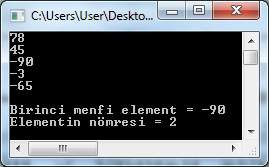 C:\Users\User\Deskto...
78
45
-90
-3
-65
Birinci menfi element = -90
Elementin nömresi = 2